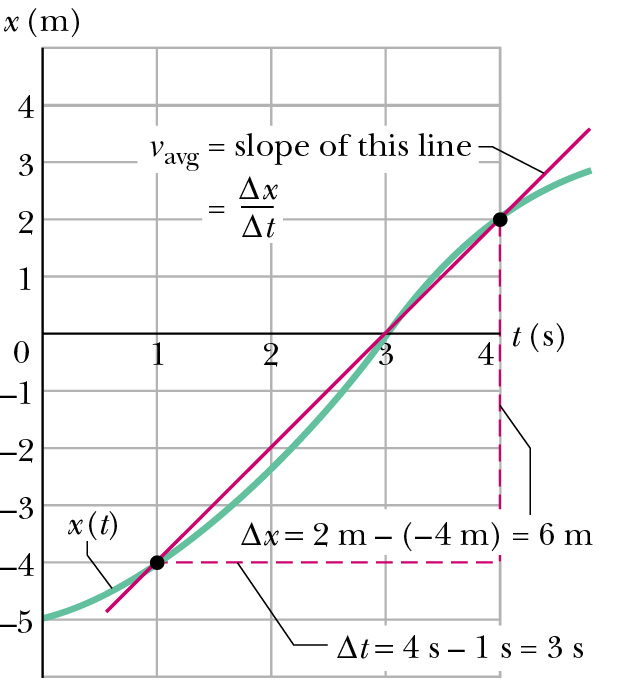 x (m)
4
3
2
1
0
–1
–2
–3
–4
–5
v avg = slope of this line
= Δx
Δt
1 2 3 4 t (s)
x(t)
Δx = 2 m – (–4 m) = 6 m
Δt = 4 s – 1 s = 3 s